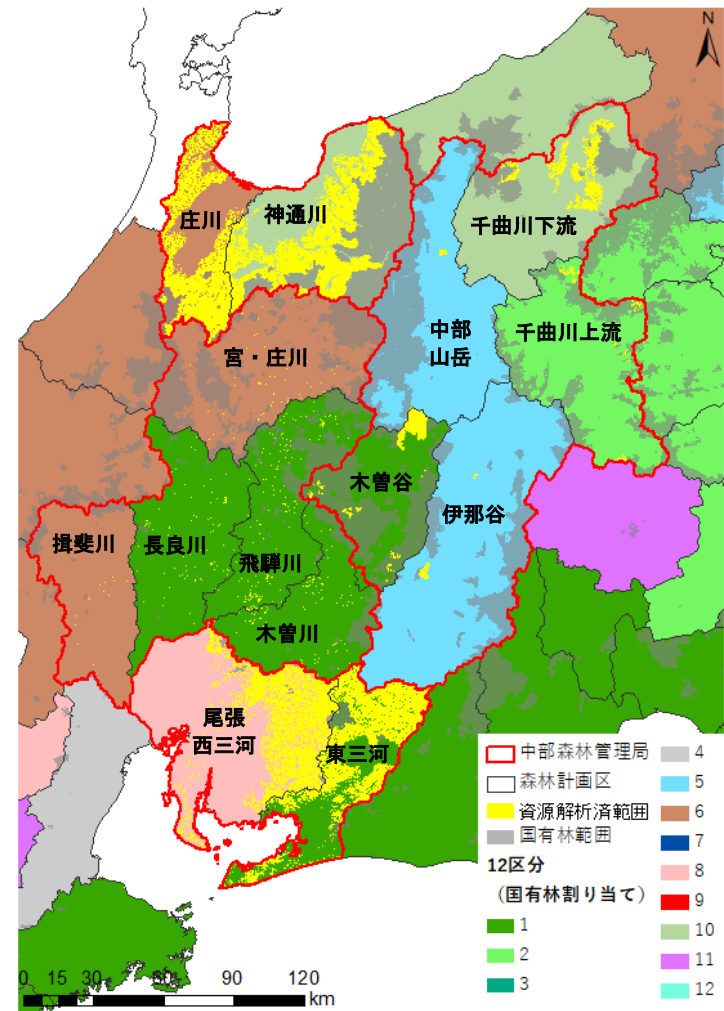 N
庄川
神通川
千曲川下流
中部
山岳
千曲川上流
宮・庄川
木曽谷
伊那谷
揖斐川
長良川
飛騨川
木曽川
尾張
西三河
東三河
中部森林管理局
森林計画区
資源解析済範囲
国有林範囲
12区分
（国有林割り当て）
1
2
3
4
5
6
7
8
9
10
11
12
0 15 30 60 90 120
km